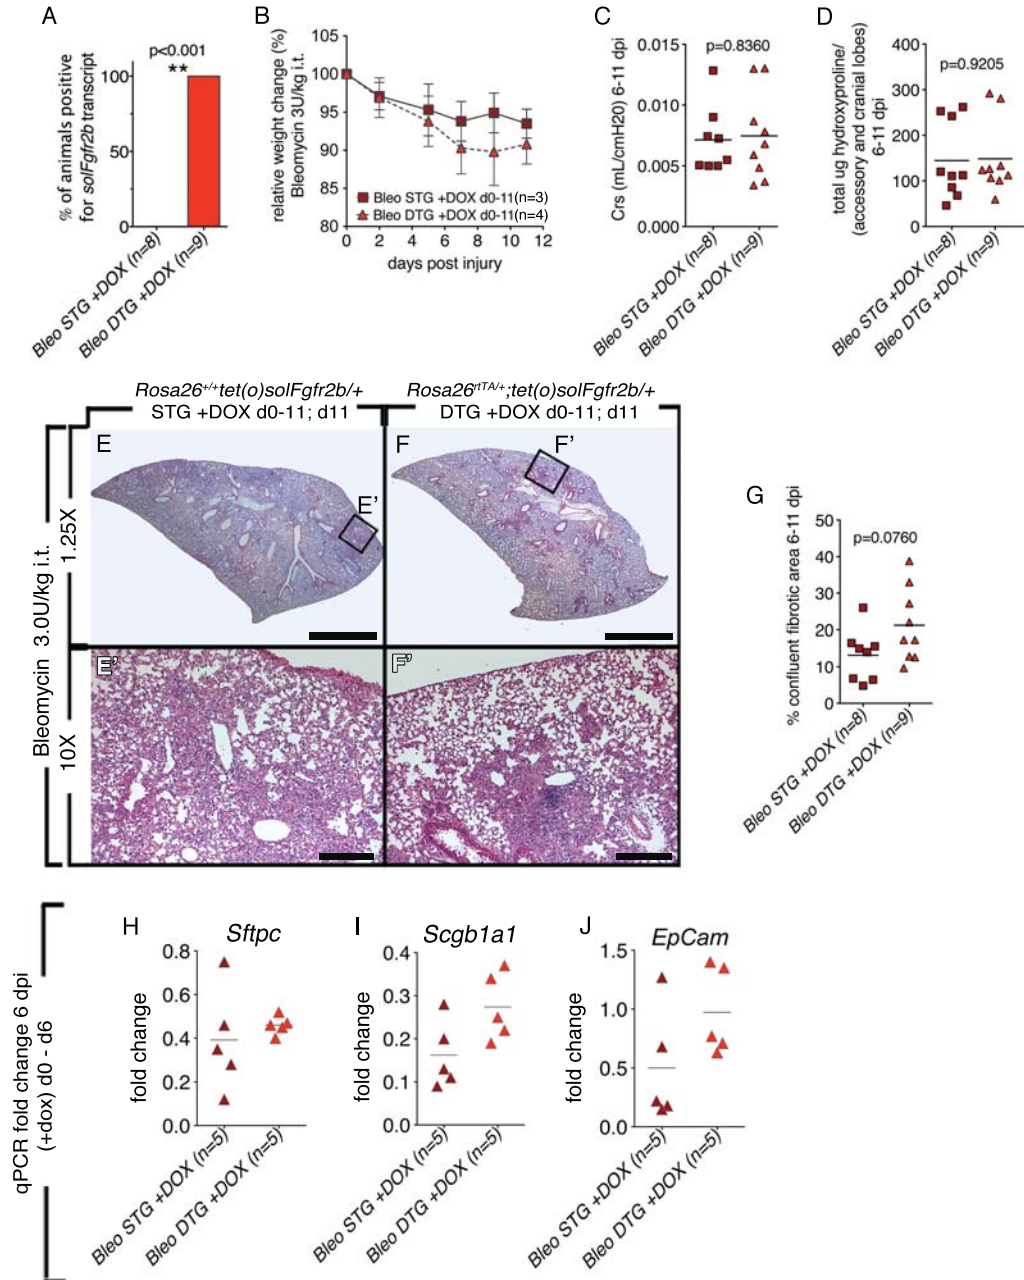 A
p<0.001
**
% of animals positive
for solFgfr2b transcript
100
50
0
Bleo STG +DOX (n=8)
Bleo DTG +DOX (n=9)
B
relative weight change (%)
Bleomycin 3U/kg i.t.
105
100
95
90
85
80
Bleo STG +DOX d0-11(n=3)
Bleo DTG +DOX d0-11(n=4)
0 2 4 6 8 10 12
days post injury
C
Crs (mL/cmH20) 6-11 dpi
0.015
0.010
0.005
0.000
p=0.8360
Bleo STG +DOX (n=8)
Bleo DTG +DOX (n=9)
D
total ug hydroxyproline/
(accessory and cranial lobes)
6-11 dpi
400
300
200
100
0
p=0.9205
Bleo STG +DOX (n=8)
Bleo DTG +DOX (n=9)
Rosa26+/+tet(o)solFgfr2b/+
STG +DOX d0-11; d11
Rosa26rtTA/+;tet(o)solFgfr2b/+
DTG +DOX d0-11; d11
Bleomycin 3.0U/kg i.t.
1.25X
10X
E
E'
F
F'
E'
F'
G
% confluent fibrotic area 6-11 dpi
50
40
30
20
10
0
p=0.0760
Bleo STG +DOX (n=8)
Bleo DTG +DOX (n=9)
qPCR fold change 6 dpi
(+dox) d0 - d6
H
Sftpc
fold change
0.8
0.6
0.4
0.2
0.0
Bleo STG +DOX (n=5)
Bleo DTG +DOX (n=5)
I
Scgb1a1
fold change
0.4
0.3
0.2
0.1
0.0
Bleo STG +DOX (n=5)
Bleo DTG +DOX (n=5)
J
EpCam
fold change
1.5
1.0
0.5
0.0
Bleo STG +DOX (n=5)
Bleo DTG +DOX (n=5)